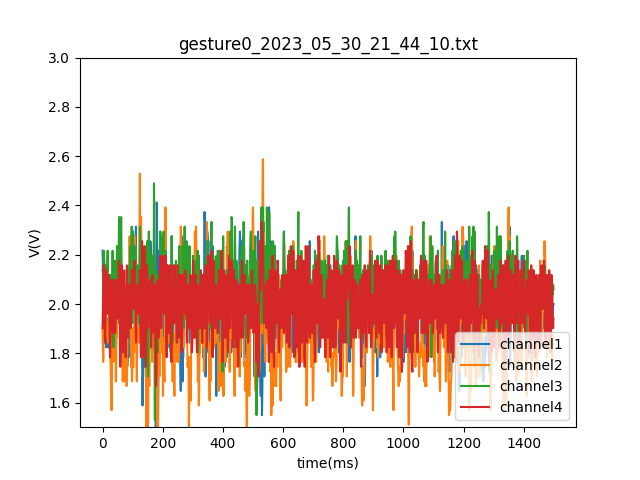 gesture0_2023_05_30_21_44_10.txt
3.0
2.8
2.6
2.4
2.2
2.0
1.8
1.6
V(V)
channel1
channel2
channel3
channel4
0 200 400 600 800 1000 1200 1400
time(ms)